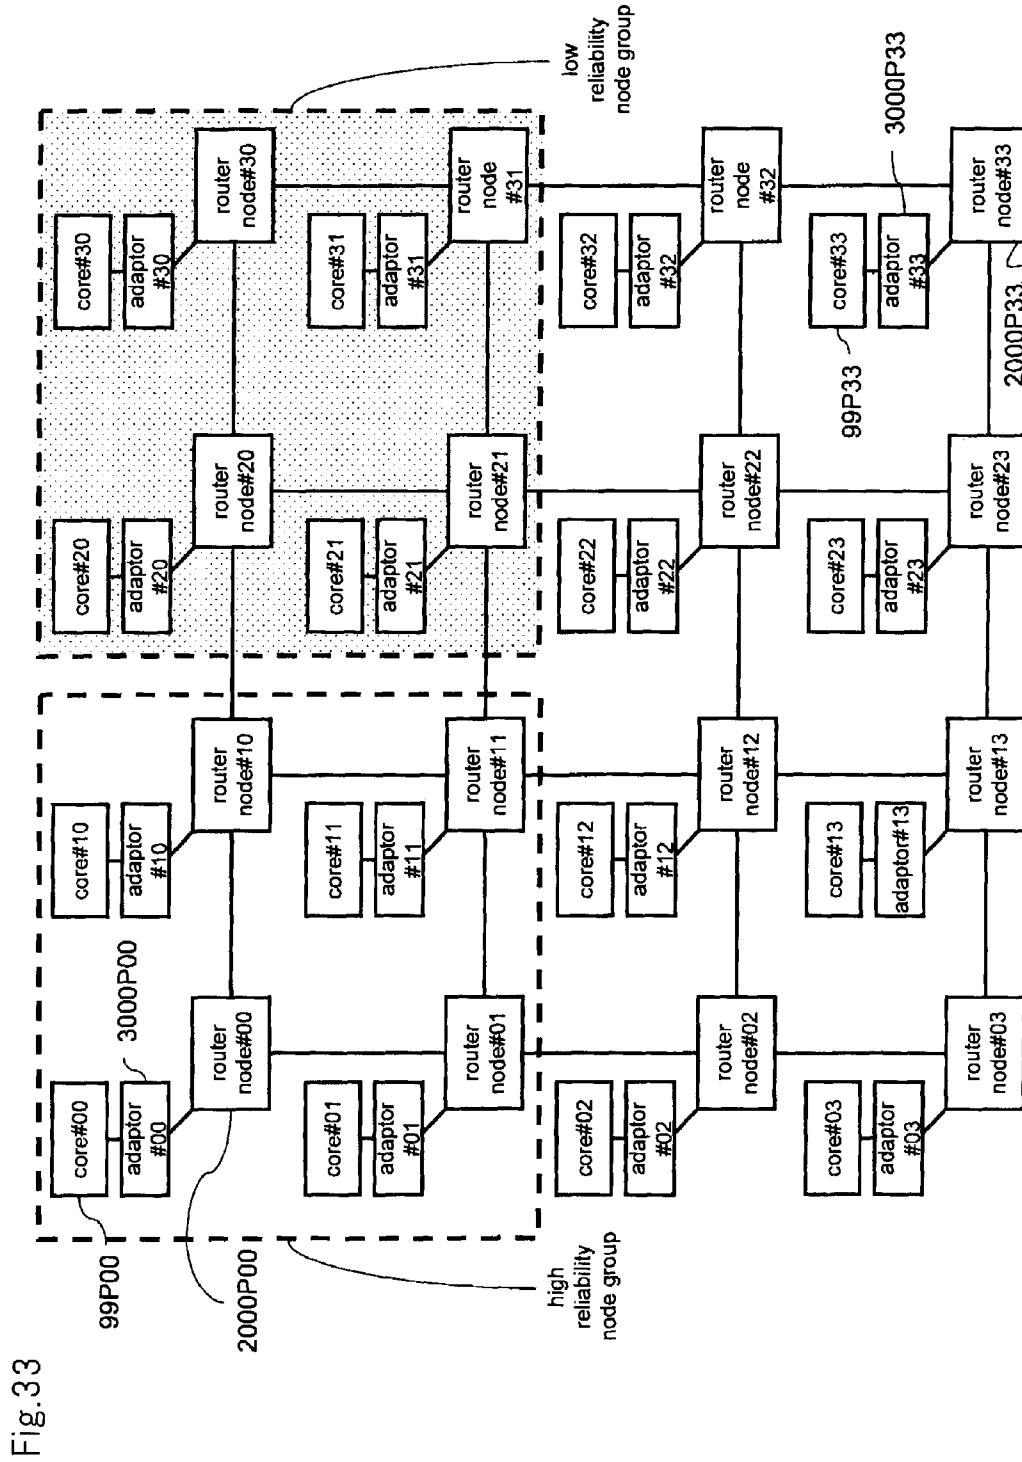 Fig.33
core#00
core#10
core#20
core#30
99P00
3000P00
adaptor
#00
adaptor
#10
adaptor
#20
adaptor
#30
router
node#00
router
node#10
router
node#20
router
node#30
2000P00
core#01
core#11
core#21
core#31
adaptor
#01
adaptor
#11
adaptor
#21
adaptor
#31
router
node#01
router
node#11
router
node#21
router
node
#31
high
reliability
node group
low
reliability
node group
core#02
core#12
core#22
core#32
adaptor
#02
adaptor
#12
adaptor
#22
adaptor
#32
router
node#02
router
node#12
router
node#22
router
node
#32
core#03
core#13
core#23
core#33
99P33
3000P33
adaptor
#03
adaptor#13
adaptor
#23
adaptor
#33
router
node#03
router
node#13
router
node#23
router
node#33
2000P33